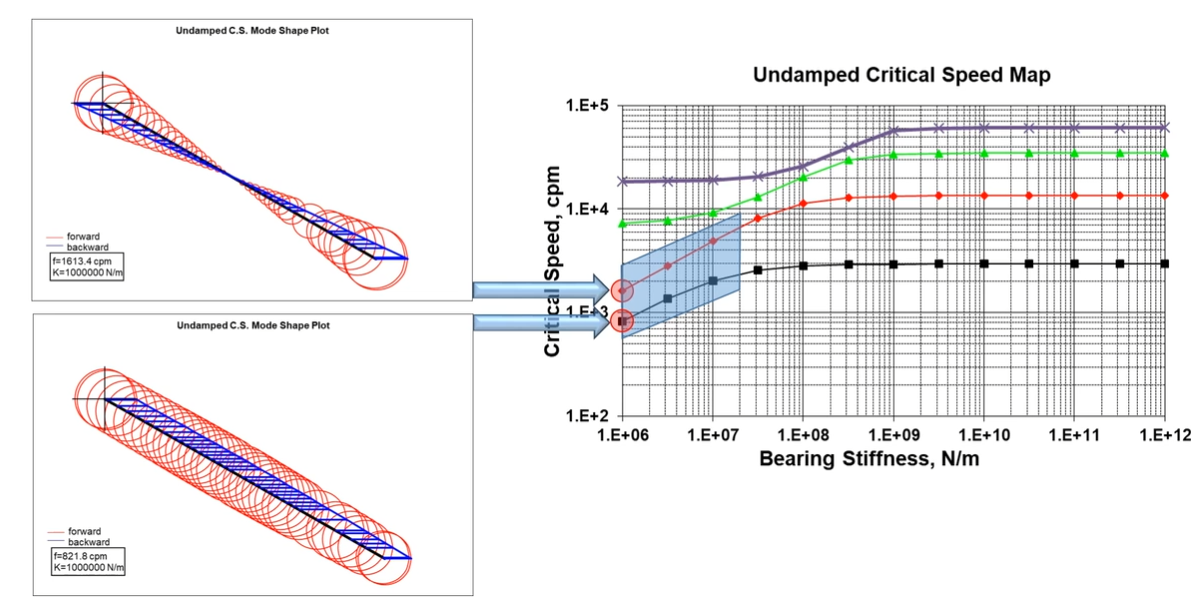 Undamped C.S. Mode Shape Plot
forward
backward
f=1613.4 cpm
K=1000000 N/m
Undamped C.S. Mode Shape Plot
forward
backward
f=821.8 cpm
K=1000000 N/m
Undamped Critical Speed Map
Critical Speed, cpm
1.E+5
1.E+4
1.E+3
1.E+2
1.E+06 1.E+07 1.E+08 1.E+09 1.E+10 1.E+11 1.E+12
Bearing Stiffness, N/m